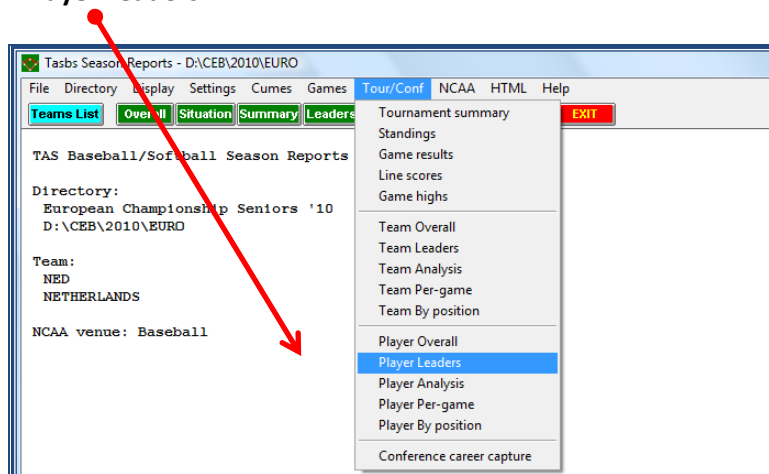 Player Leaders
Tasbs Season Reports - D:\CEB\2010\EURO
File Directory Display Settings Cumes Games Tour/Conf NCAA HTML Help
Teams List Overall Situation Summary Leaders EXIT
TAS Baseball/Softball Season Reports
Directory:
European Championship Seniors '10
D:\CEB\2010\EURO
Team:
NED
NETHERLANDS
NCAA venue: Baseball
Tournament summary
Standings
Game results
Line scores
Game highs
Team Overall
Team Leaders
Team Analysis
Team Per-game
Team By position
Player Overall
Player Leaders
Player Analysis
Player Per-game
Player By position
Conference career capture